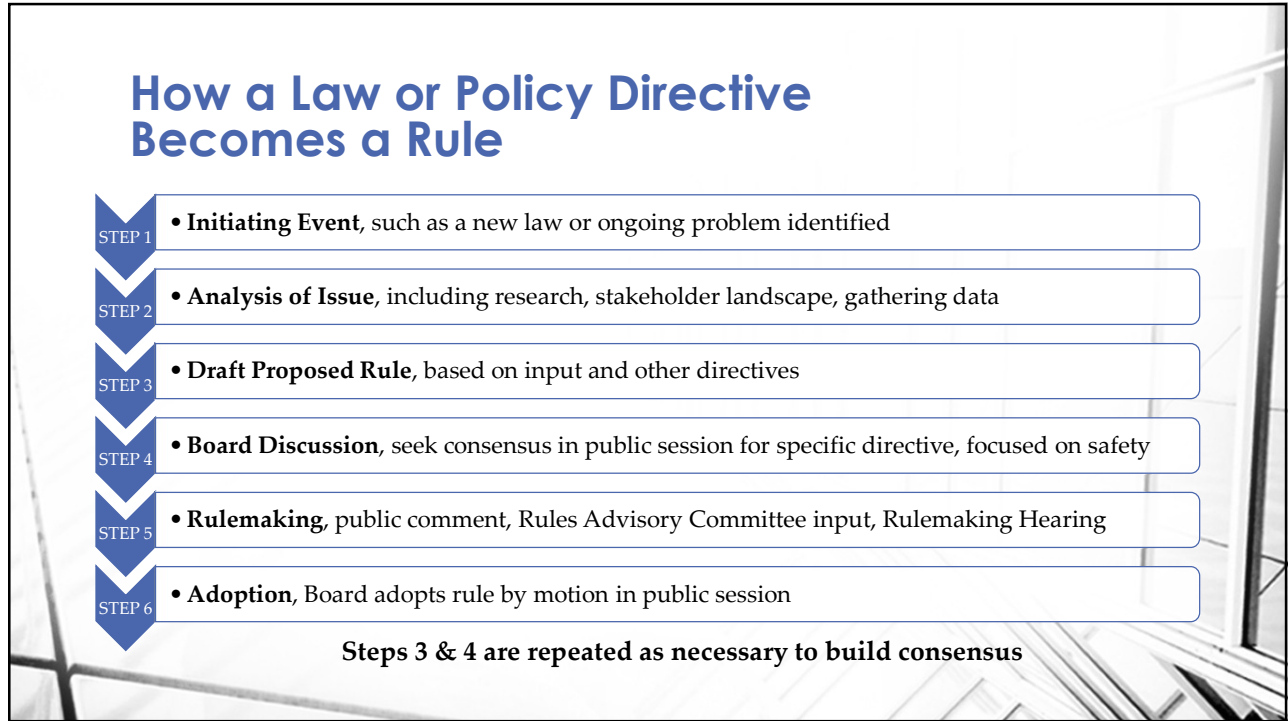 How a Law or Policy Directive
Becomes a Rule
STEP 1
• Initiating Event, such as a new law or ongoing problem identified
STEP 2
• Analysis of Issue, including research, stakeholder landscape, gathering data
STEP 3
• Draft Proposed Rule, based on input and other directives
STEP 4
• Board Discussion, seek consensus in public session for specific directive, focused on safety
STEP 5
• Rulemaking, public comment, Rules Advisory Committee input, Rulemaking Hearing
STEP 6
• Adoption, Board adopts rule by motion in public session
Steps 3 & 4 are repeated as necessary to build consensus